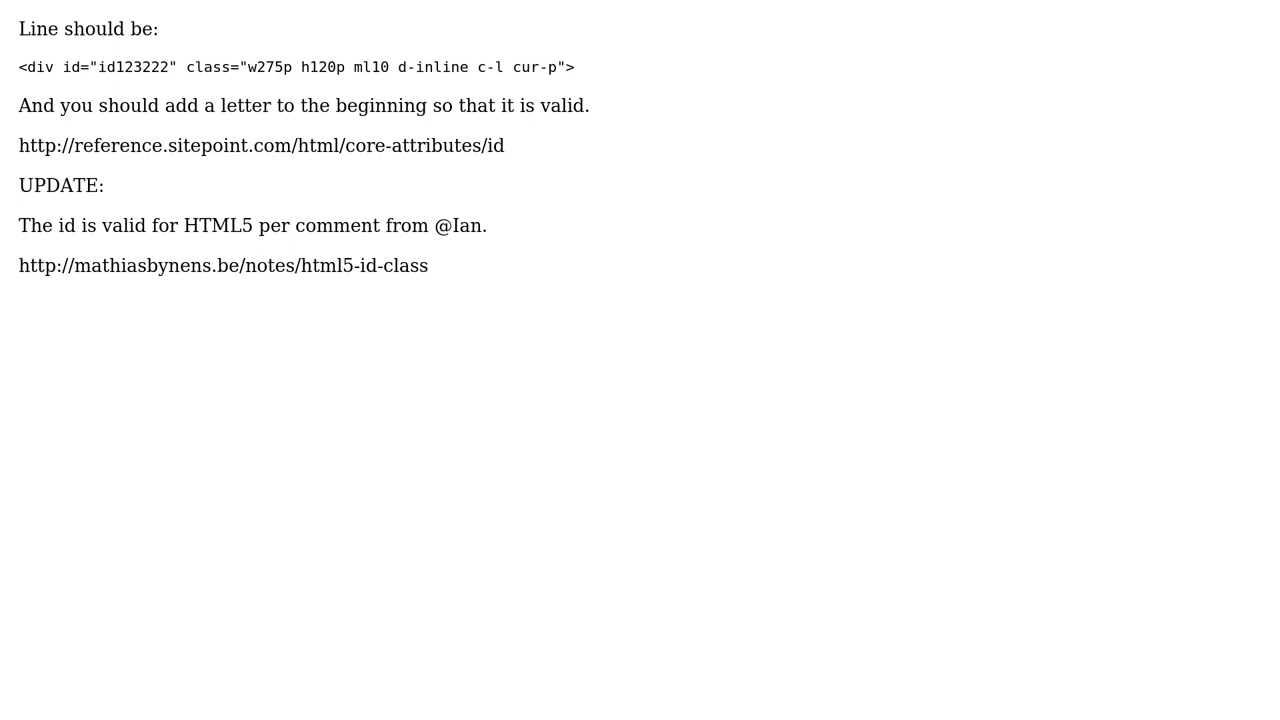 Line should be:
<div id="id123222" class="w275p h120p ml10 d-inline c-l cur-p">
And you should add a letter to the beginning so that it is valid.
http://reference.sitepoint.com/html/core-attributes/id
UPDATE:
The id is valid for HTML5 per comment from @Ian.
http://mathiasbynens.be/notes/html5-id-class